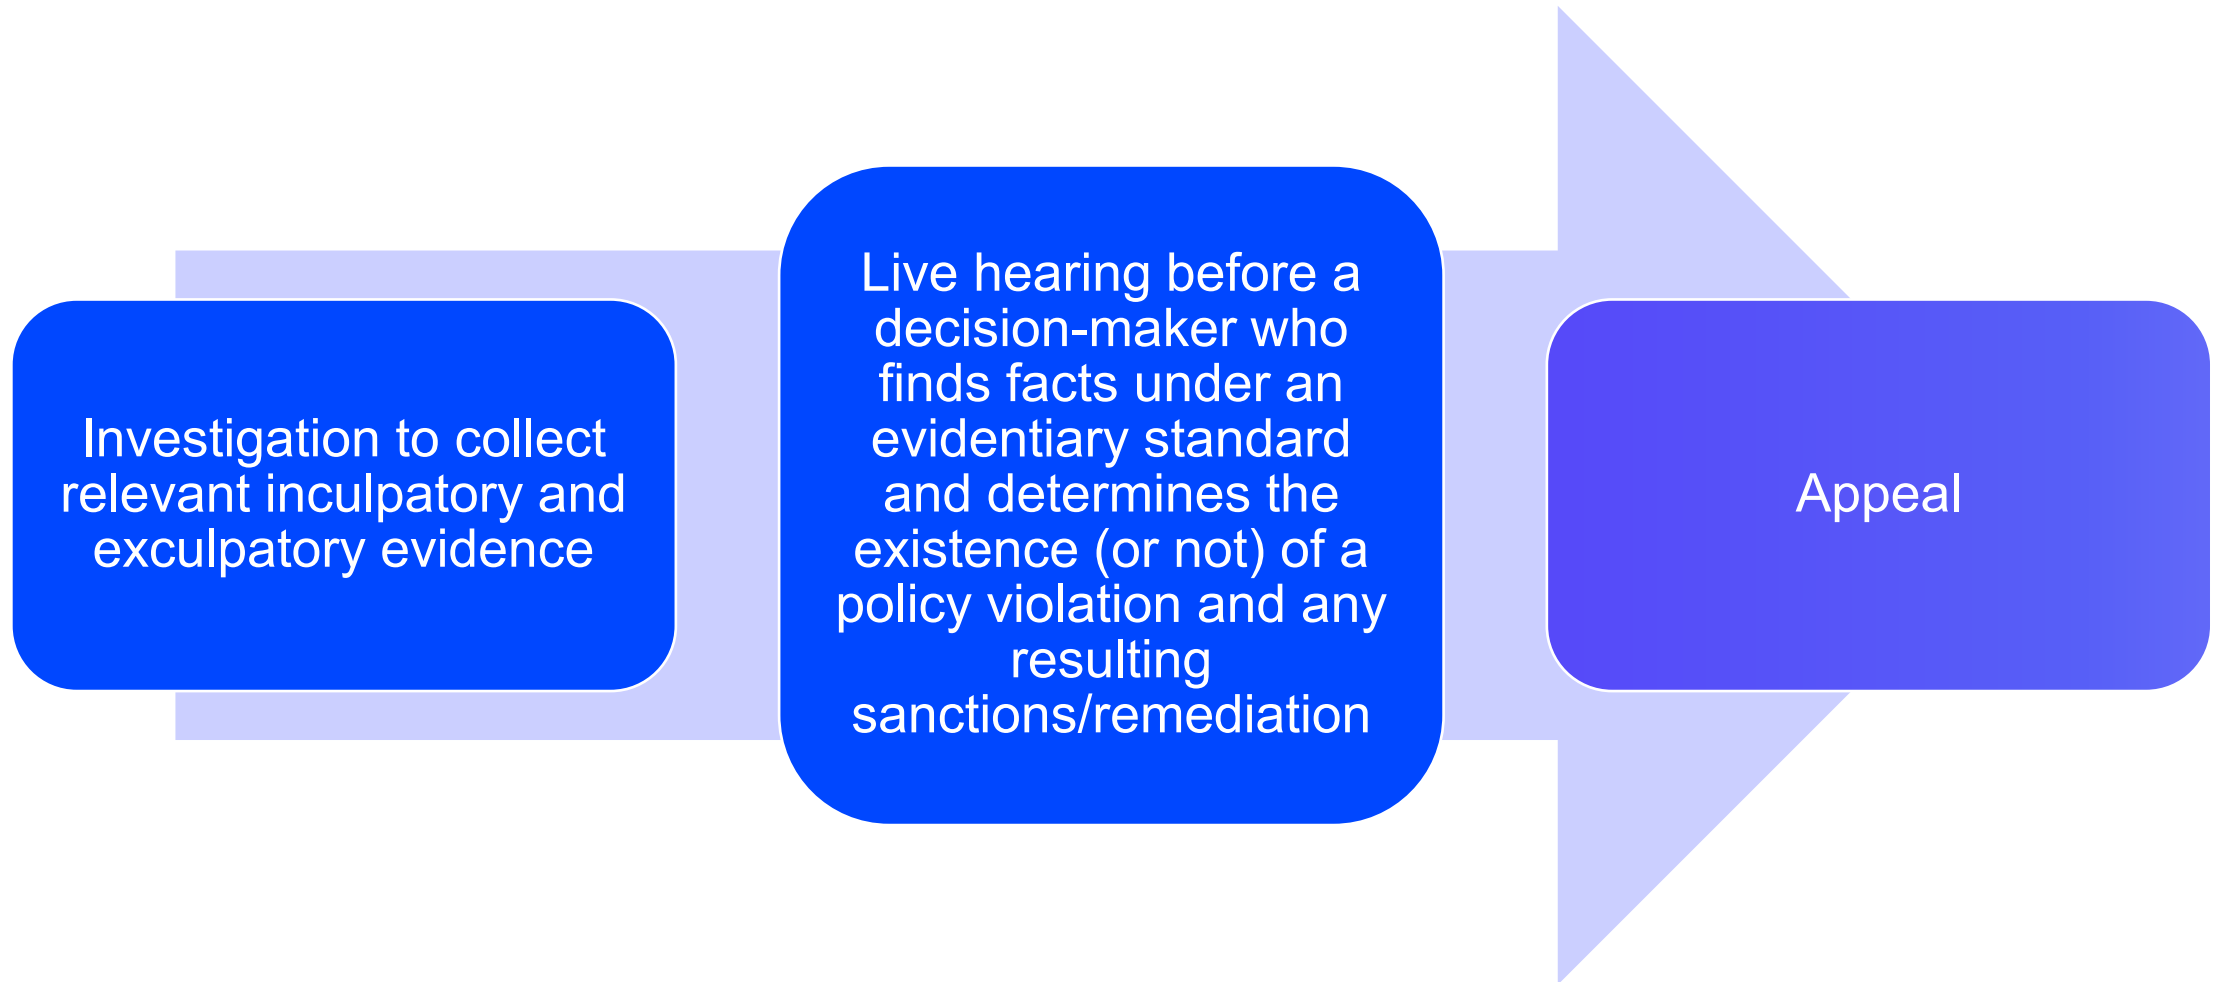 Investigation to collect
relevant inculpatory and
exculpatory evidence
Live hearing before a
decision-maker who
finds facts under an
evidentiary standard
and determines the
existence (or not) of a
policy violation and any
resulting
sanctions/remediation
Appeal